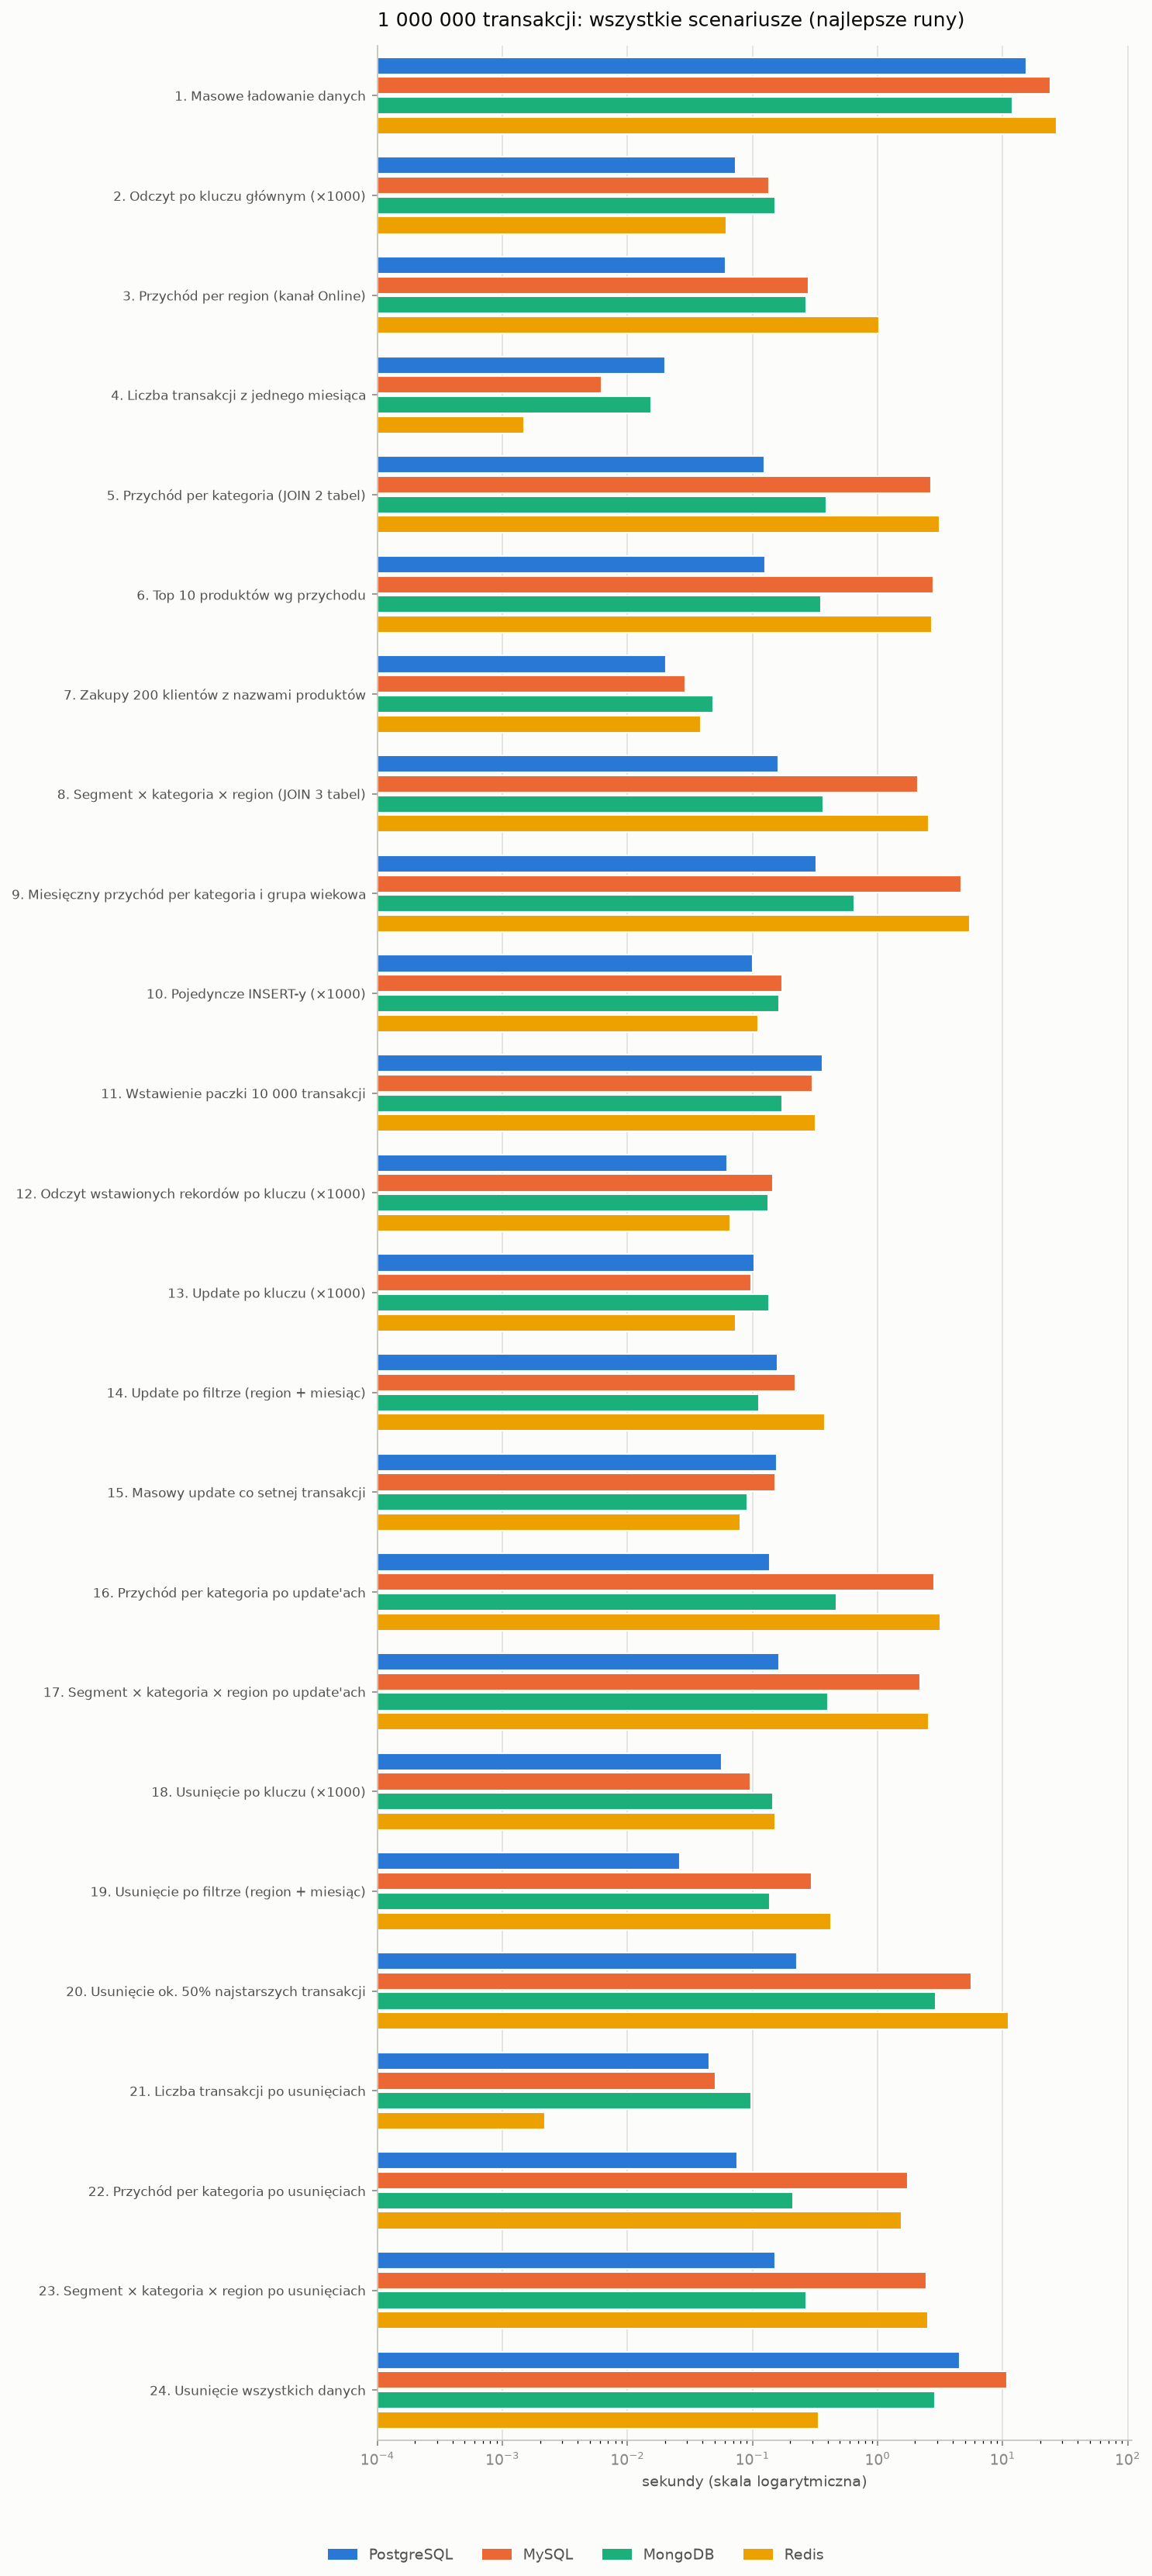 1 000 000 transakcji: wszystkie scenariusze (najlepsze runy)
1. Masowe ładowanie danych
2. Odczyt po kluczu głównym (×1000)
3. Przychód per region (kanał Online)
4. Liczba transakcji z jednego miesiąca
5. Przychód per kategoria (JOIN 2 tabel)
6. Top 10 produktów wg przychodu
7. Zakupy 200 klientów z nazwami produktów
8. Segment × kategoria × region (JOIN 3 tabel)
9. Miesięczny przychód per kategoria i grupa wiekowa
10. Pojedyncze INSERT-y (×1000)
11. Wstawienie paczki 10 000 transakcji
12. Odczyt wstawionych rekordów po kluczu (×1000)
13. Update po kluczu (×1000)
14. Update po filtrze (region + miesiąc)
15. Masowy update co setnej transakcji
16. Przychód per kategoria po update'ach
17. Segment × kategoria × region po update'ach
18. Usunięcie po kluczu (×1000)
19. Usunięcie po filtrze (region + miesiąc)
20. Usunięcie ok. 50% najstarszych transakcji
21. Liczba transakcji po usunięciach
22. Przychód per kategoria po usunięciach
23. Segment × kategoria × region po usunięciach
24. Usunięcie wszystkich danych
10⁻⁴ 10⁻³ 10⁻² 10⁻¹ 10⁰ 10¹ 10²
sekundy (skala logarytmiczna)
PostgreSQL MySQL MongoDB Redis